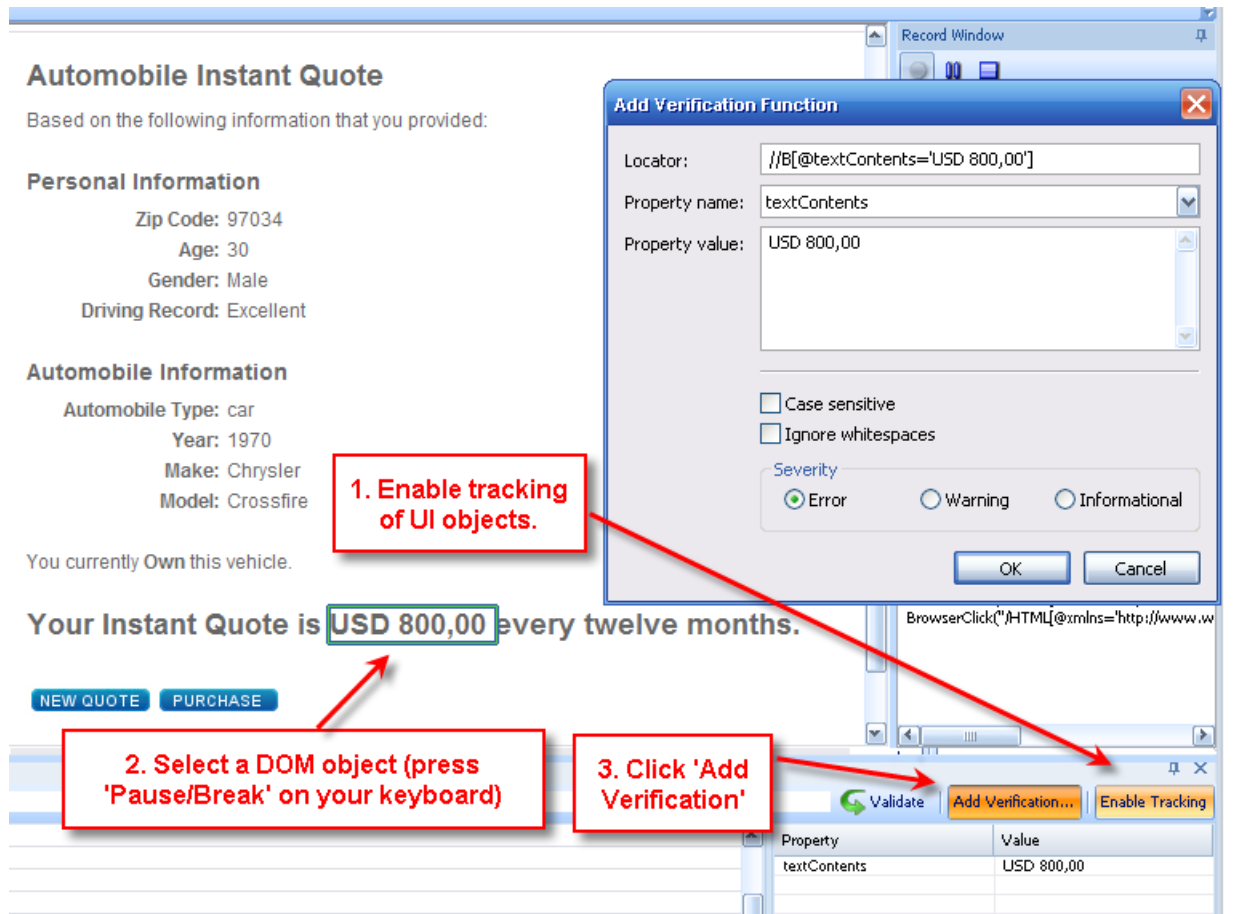 Record Window
Automobile Instant Quote
Based on the following information that you provided:
Personal Information
Zip Code: 97034
Age: 30
Gender: Male
Driving Record: Excellent
Automobile Information
Automobile Type: car
Year: 1970
Make: Chrysler
Model: Crossfire
You currently Own this vehicle.
Your Instant Quote is USD 800,00 every twelve months.
NEW QUOTE PURCHASE
Add Verification Function
Locator: //B[@textContents='USD 800,00']
Property name: textContents
Property value: USD 800,00
Case sensitive
Ignore whitespaces
Severity
Error Warning Informational
OK Cancel
BrowserClick("/HTML[@xmlns='http://www.w
1. Enable tracking
of UI objects.
2. Select a DOM object (press
'Pause/Break' on your keyboard)
3. Click 'Add
Verification'
Validate Add Verification... Enable Tracking
Property Value
textContents USD 800,00